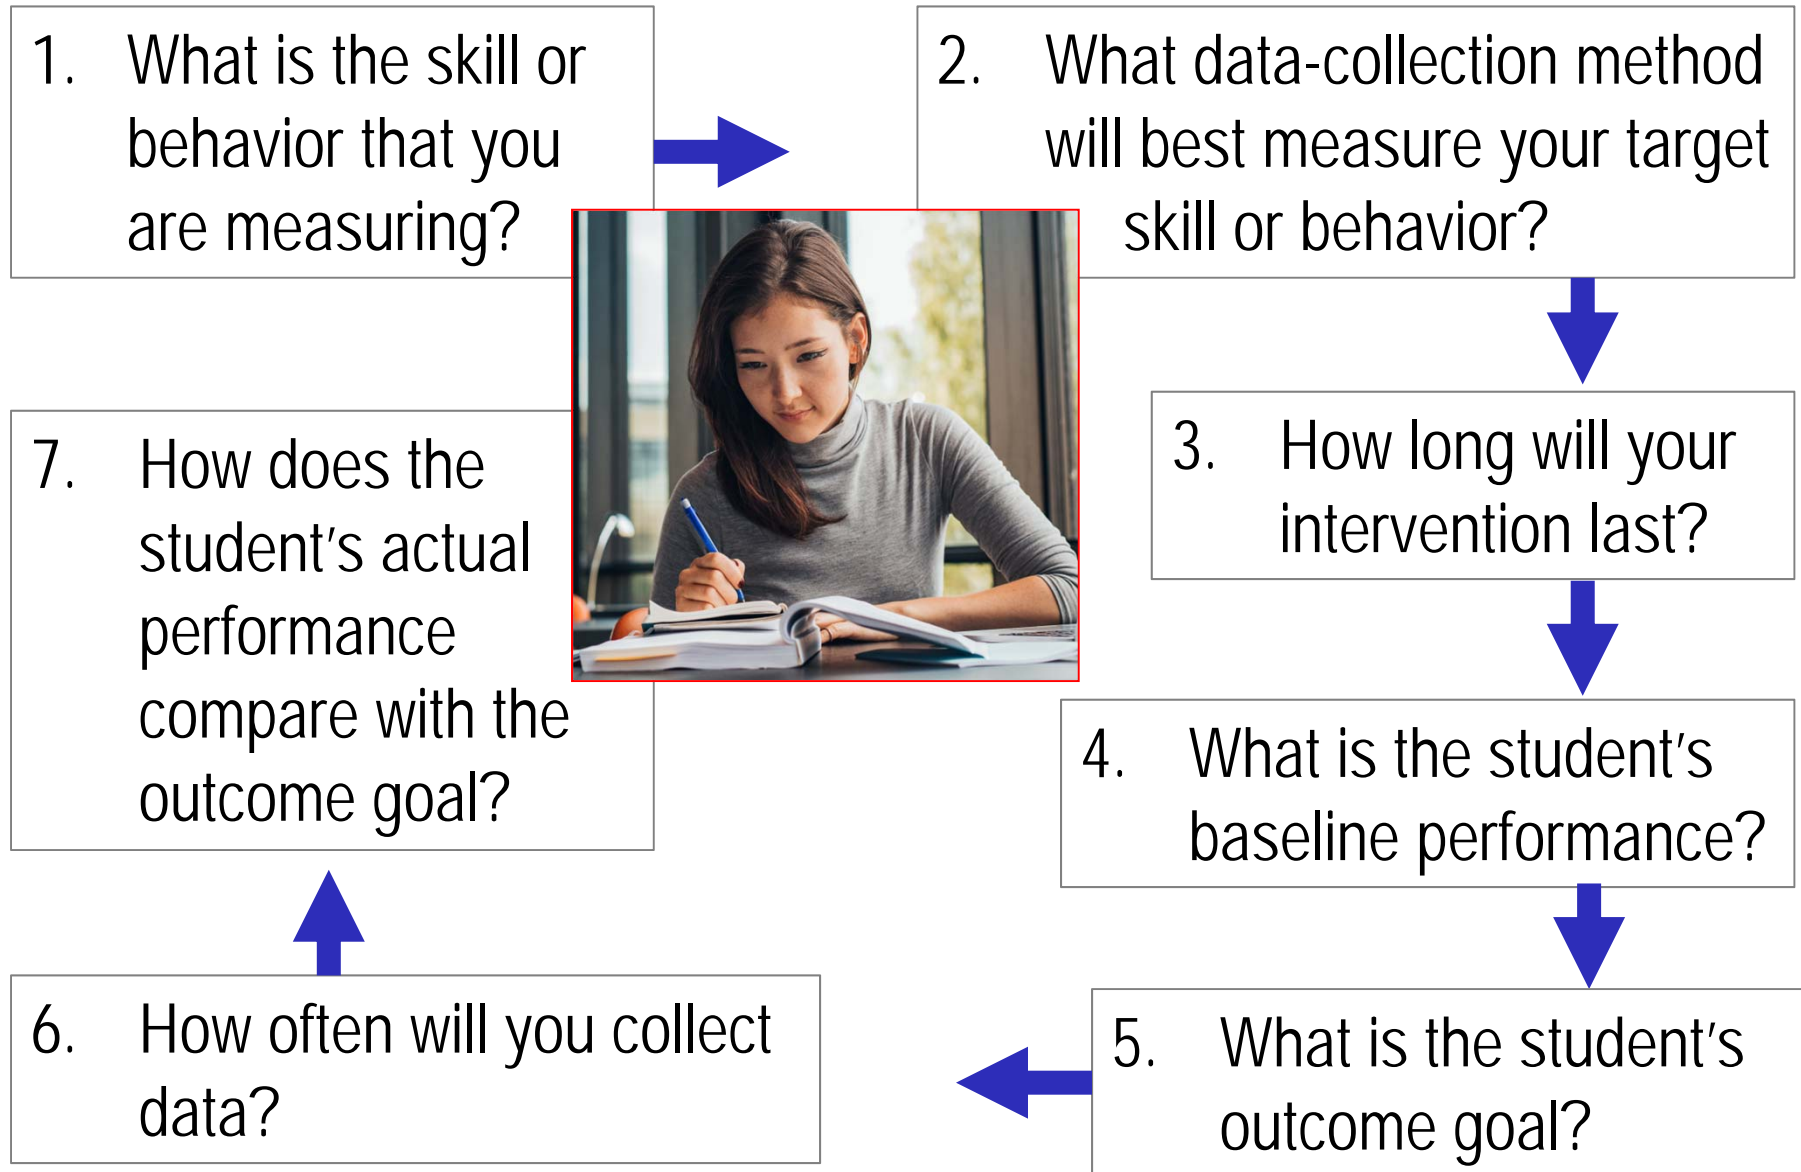 1. What is the skill or
behavior that you
are measuring?
2. What data-collection method
will best measure your target
skill or behavior?
3. How long will your
intervention last?
4. What is the student's
baseline performance?
5. What is the student's
outcome goal?
6. How often will you collect
data?
7. How does the
student's actual
performance
compare with the
outcome goal?